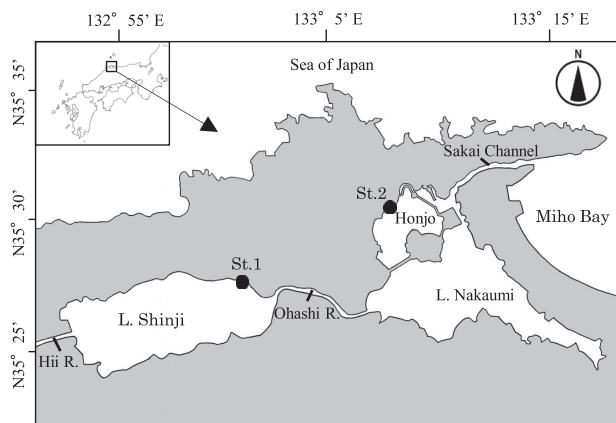 132° 55' E
133° 5' E
133° 15' E
N35° 35'
N35° 30'
N35° 25'
N
Sea of Japan
Sakai Channel
St.2
Honjo
Miho Bay
St.1
L. Nakaumi
Ohashi R.
L. Shinji
Hii R.